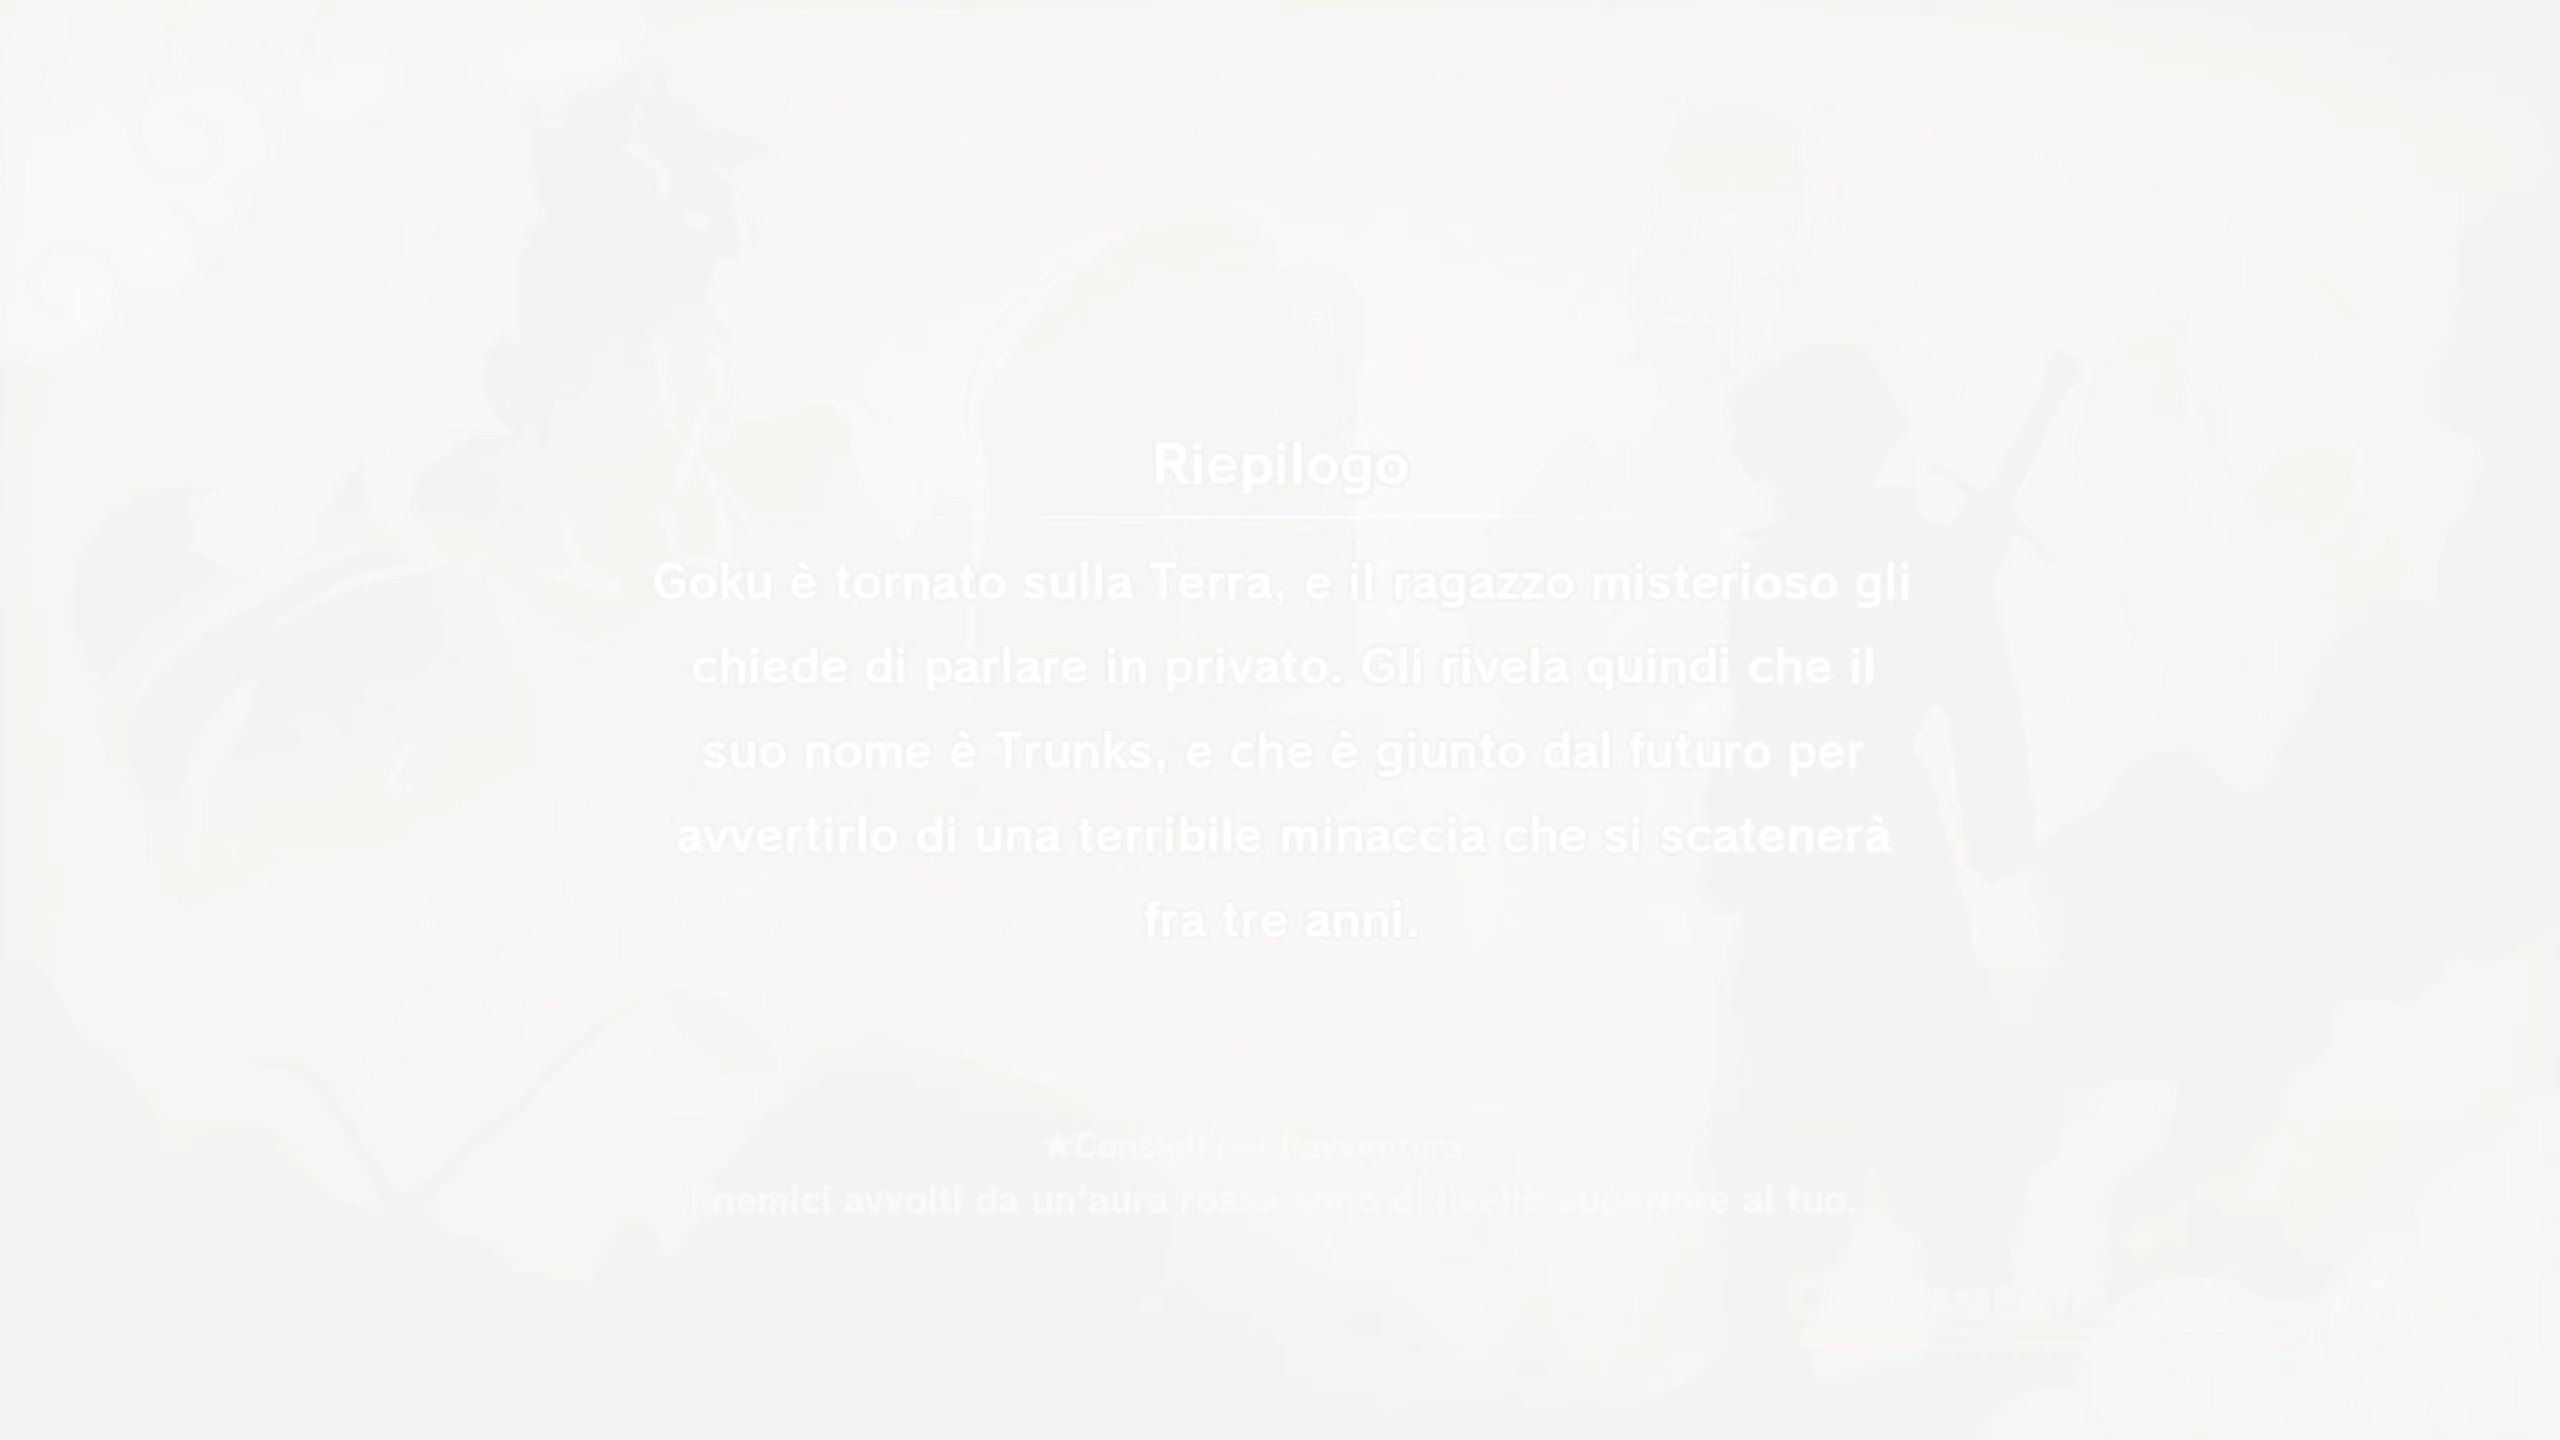 Riepilogo
Goku è tornato sulla Terra, e il ragazzo misterioso gli
chiede di parlare in privato. Gli rivela quindi che il
suo nome è Trunks, e che è giunto dal futuro per
avvertirlo di una terribile minaccia che si scatenerà
fra tre anni.
★Consigli per l'avventura
I nemici avvolti da un'aura rossa sono di livello superiore al tuo.